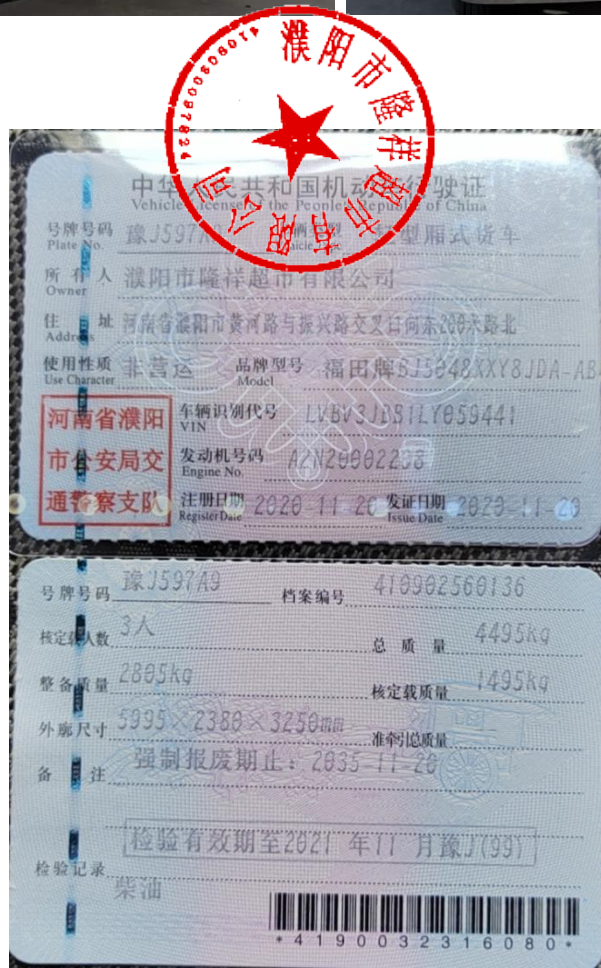 濮阳市隆祥超市有限公司
中华人民共和国机动车行驶证
Vehicle License of the People's Republic of China
号牌号码 豫J597A9 车辆类型 轻型厢式货车
Plate No. Vehicle Type
所有人 濮阳市隆祥超市有限公司
Owner
住址 河南省濮阳市黄河路与振兴路交叉口向东200米路北
Address
使用性质 非营运 品牌型号 福田牌BJ5048XXY8JDA-AB
Use Character Model
河南省濮阳
市公安局交
通警察支队
车辆识别代号
VIN
发动机号码
Engine No.
注册日期 2020-11-20 发证日期 2020-11-20
Register Date Issue Date
号牌号码 豫J597A9 档案编号 410902560136
核定载人数 3人 总质量 4495kg
整备质量 2805kg 核定载质量 1495kg
外廓尺寸 5995×2380×3250mm 准牵引总质量
备注 强制报废期止:2035-11-20
检验有效期至2021年11月豫J(99)
检验记录
柴油
*4190032316080*